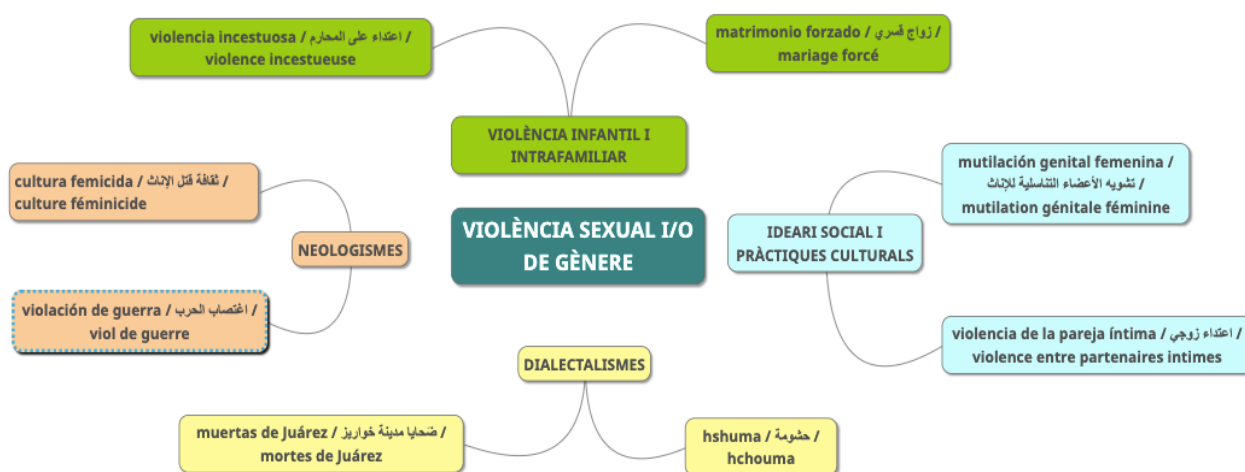 violencia incestuosa / اعتداء على المحارم /
violence incestueuse
matrimonio forzado / زواج قسري /
mariage forcé
VIOLÈNCIA INFANTIL I
INTRAFAMILIAR
cultura femicida / ثقافة قتل الإناث /
culture féminicide
NEOLOGISMES
violación de guerra / اغتصاب الحرب /
viol de guerre
VIOLÈNCIA SEXUAL I/O
DE GÈNERE
IDEARI SOCIAL I
PRÀCTIQUES CULTURALS
mutilación genital femenina /
تشويه الأعضاء التناسلية للإناث /
mutilation génitale féminine
violencia de la pareja íntima / اعتداء زوجي /
violence entre partenaires intimes
DIALECTALISMES
muertas de Juárez / ضحايا مدينة خواريز /
mortes de Juárez
hshuma / حشومة /
hchouma